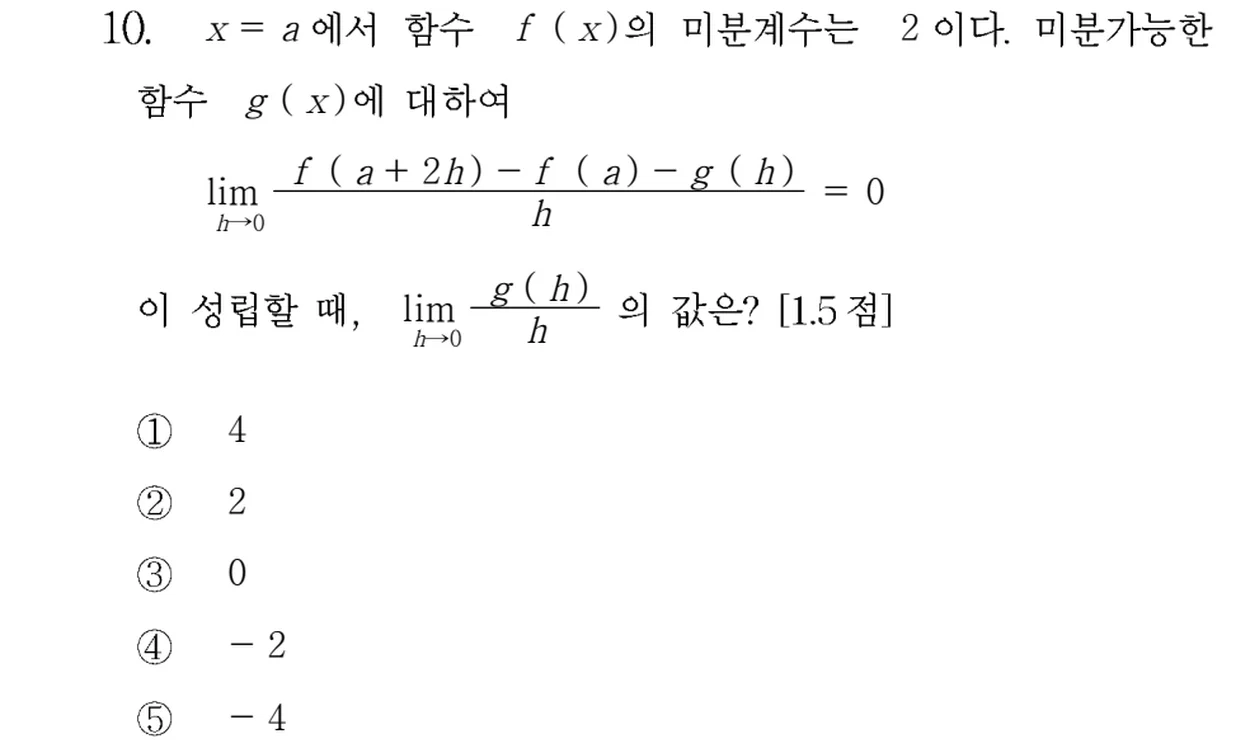 10. x = a 에서 함수 f ( x)의 미분계수는 2 이다. 미분가능한
함수 g ( x)에 대하여
lim_{h→0} \frac{f ( a + 2h) - f ( a) - g ( h)}{h} = 0
이 성립할 때, lim_{h→0} \frac{g ( h)}{h} 의 값은? [1.5 점]
① 4
② 2
③ 0
④ - 2
⑤ - 4